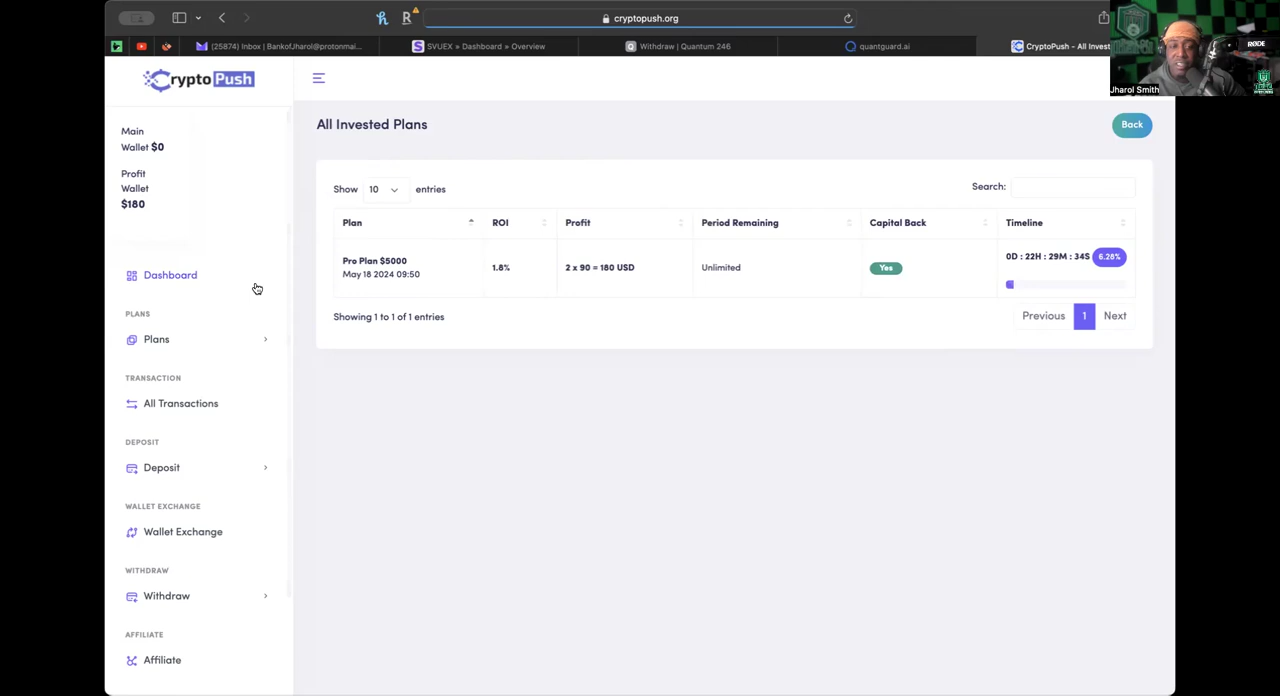 cryptopush.org
(25874) Inbox | BankofJharol@protonmai...
SVUEX » Dashboard » Overview
Withdraw | Quantum 246
quantguard.ai
CryptoPush - All Invest
RØDE
Jharol Smith
CryptoPush
All Invested Plans
Back
Main
Wallet $0
Profit
Wallet
$180
Show 10 entries
Search:
Plan ROI Profit Period Remaining Capital Back Timeline
Pro Plan $5000
May 18 2024 09:50
1.8%
2 x 90 = 180 USD
Unlimited
Yes
0D : 22H : 29M : 34S 6.28%
Showing 1 to 1 of 1 entries
Previous 1 Next
Dashboard
PLANS
Plans
TRANSACTION
All Transactions
DEPOSIT
Deposit
WALLET EXCHANGE
Wallet Exchange
WITHDRAW
Withdraw
AFFILIATE
Affiliate